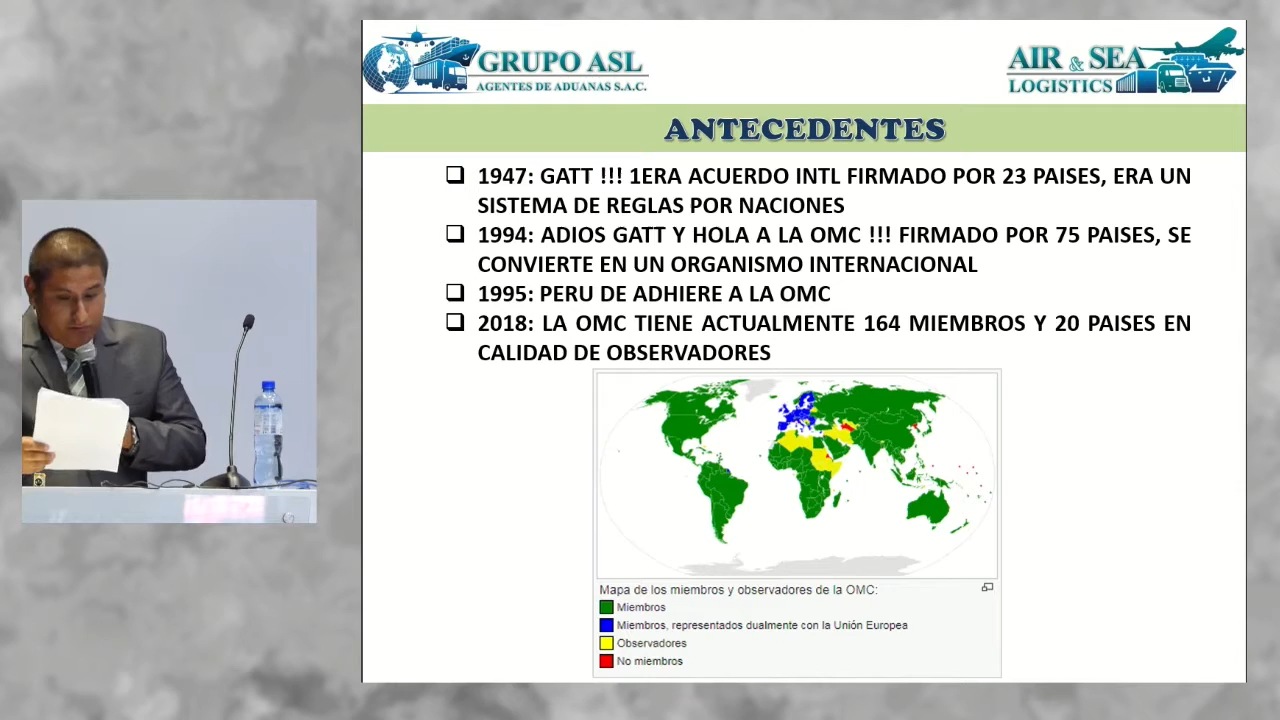 GRUPO ASL
AGENTES DE ADUANAS S.A.C.
AIR & SEA
LOGISTICS
ANTECEDENTES
1947: GATT !!! 1ERA ACUERDO INTL FIRMADO POR 23 PAISES, ERA UN
SISTEMA DE REGLAS POR NACIONES
1994: ADIOS GATT Y HOLA A LA OMC !!! FIRMADO POR 75 PAISES, SE
CONVIERTE EN UN ORGANISMO INTERNACIONAL
1995: PERU DE ADHIERE A LA OMC
2018: LA OMC TIENE ACTUALMENTE 164 MIEMBROS Y 20 PAISES EN
CALIDAD DE OBSERVADORES
Mapa de los miembros y observadores de la OMC:
Miembros
Miembros, representados dualmente con la Unión Europea
Observadores
No miembros